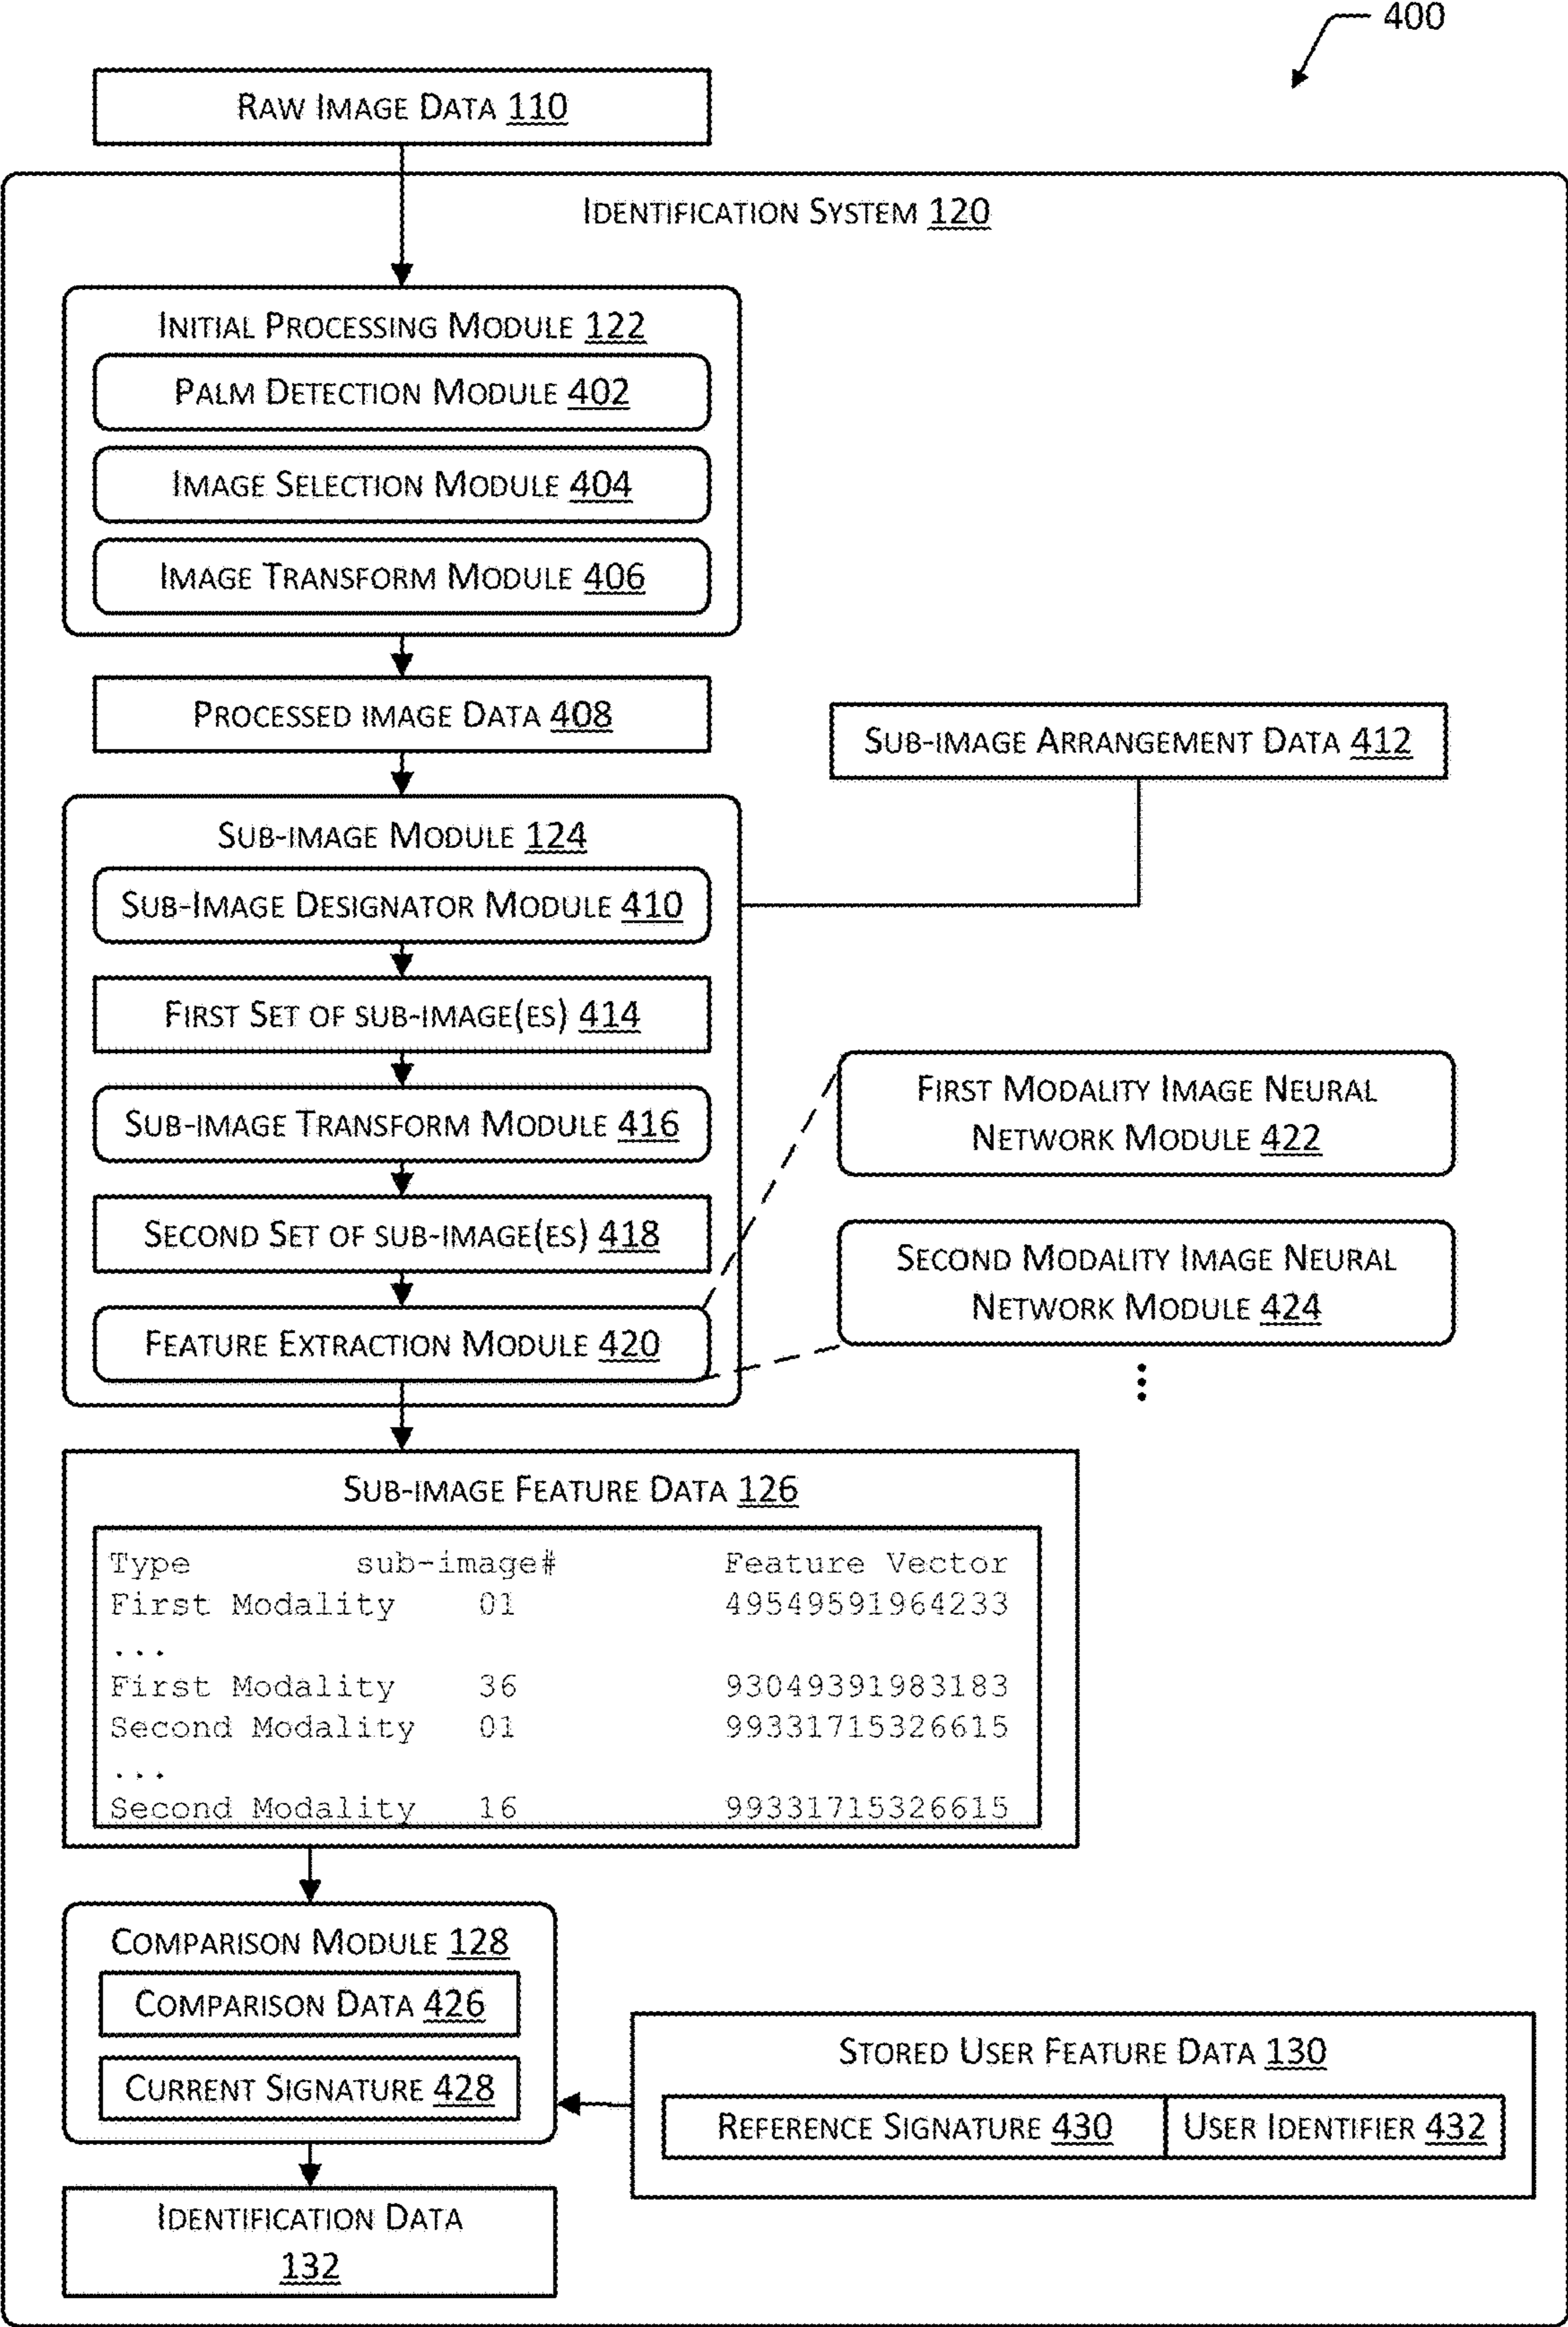 400
RAW IMAGE DATA 110
IDENTIFICATION SYSTEM 120
INITIAL PROCESSING MODULE 122
PALM DETECTION MODULE 402
IMAGE SELECTION MODULE 404
IMAGE TRANSFORM MODULE 406
PROCESSED IMAGE DATA 408
SUB-IMAGE ARRANGEMENT DATA 412
SUB-IMAGE MODULE 124
SUB-IMAGE DESIGNATOR MODULE 410
FIRST SET OF SUB-IMAGE(ES) 414
SUB-IMAGE TRANSFORM MODULE 416
SECOND SET OF SUB-IMAGE(ES) 418
FEATURE EXTRACTION MODULE 420
FIRST MODALITY IMAGE NEURAL
NETWORK MODULE 422
SECOND MODALITY IMAGE NEURAL
NETWORK MODULE 424
SUB-IMAGE FEATURE DATA 126
Type sub-image# Feature Vector
First Modality 01 49549591964233
...
First Modality 36 93049391983183
Second Modality 01 99331715326615
...
Second Modality 16 99331715326615
COMPARISON MODULE 128
COMPARISON DATA 426
CURRENT SIGNATURE 428
STORED USER FEATURE DATA 130
REFERENCE SIGNATURE 430 USER IDENTIFIER 432
IDENTIFICATION DATA
132